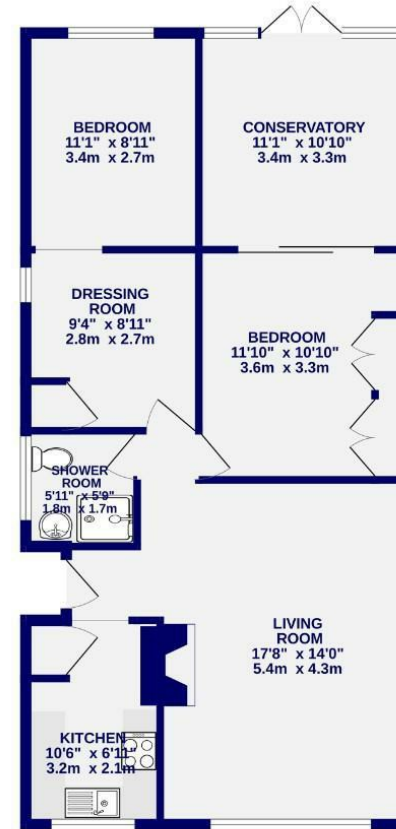 BEDROOM
11'1" x 8'11"
3.4m x 2.7m
CONSERVATORY
11'1" x 10'10"
3.4m x 3.3m
DRESSING
ROOM
9'4" x 8'11"
2.8m x 2.7m
BEDROOM
11'10" x 10'10"
3.6m x 3.3m
SHOWER
ROOM
5'11" x 5'9"
1.8m x 1.7m
LIVING
ROOM
17'8" x 14'0"
5.4m x 4.3m
KITCHEN
10'6" x 6'11"
3.2m x 2.1m